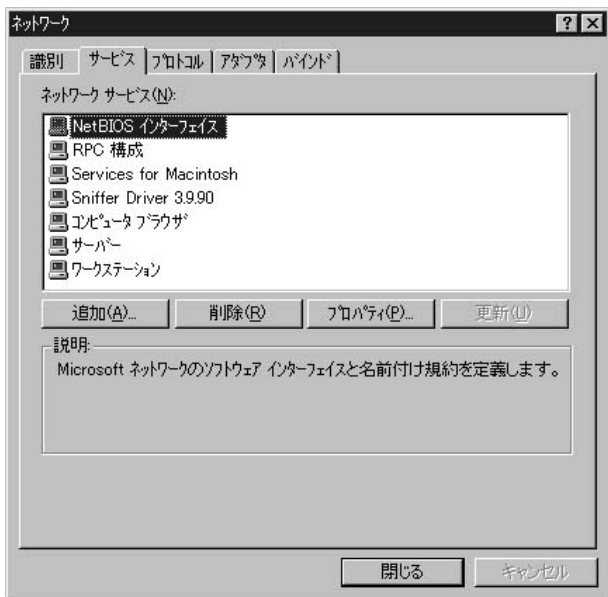 ネットワーク
識別 サービス プロトコル アダプタ バインド
ネットワーク サービス(N):
NetBIOS インターフェイス
RPC 構成
Services for Macintosh
Sniffer Driver 3.9.90
コンピュータ ブラウザ
サーバー
ワークステーション
追加(A)... 削除(R) プロパティ(P)... 更新(U)
説明:
Microsoft ネットワークのソフトウェア インターフェイスと名前付け規約を定義します。
閉じる キャンセル